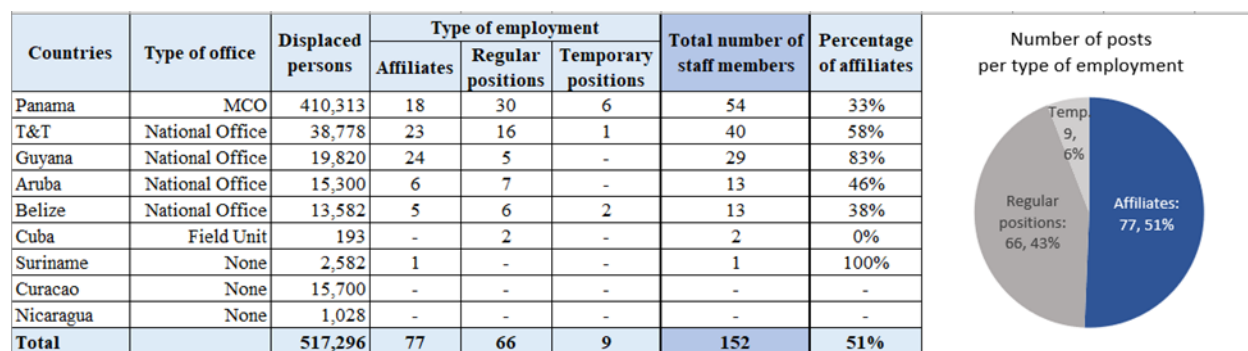 Countries Type of office Displaced persons Type of employment Total number of staff members Percentage of affiliates
Affiliates Regular positions Temporary positions
Panama MCO 410,313 18 30 6 54 33%
T&T National Office 38,778 23 16 1 40 58%
Guyana National Office 19,820 24 5 - 29 83%
Aruba National Office 15,300 6 7 - 13 46%
Belize National Office 13,582 5 6 2 13 38%
Cuba Field Unit 193 - 2 - 2 0%
Suriname None 2,582 1 - - 1 100%
Curacao None 15,700 - - - - -
Nicaragua None 1,028 - - - - -
Total 517,296 77 66 9 152 51%
Number of posts
per type of employment
Temp.
9,
6%
Regular
positions:
66, 43%
Affiliates:
77, 51%